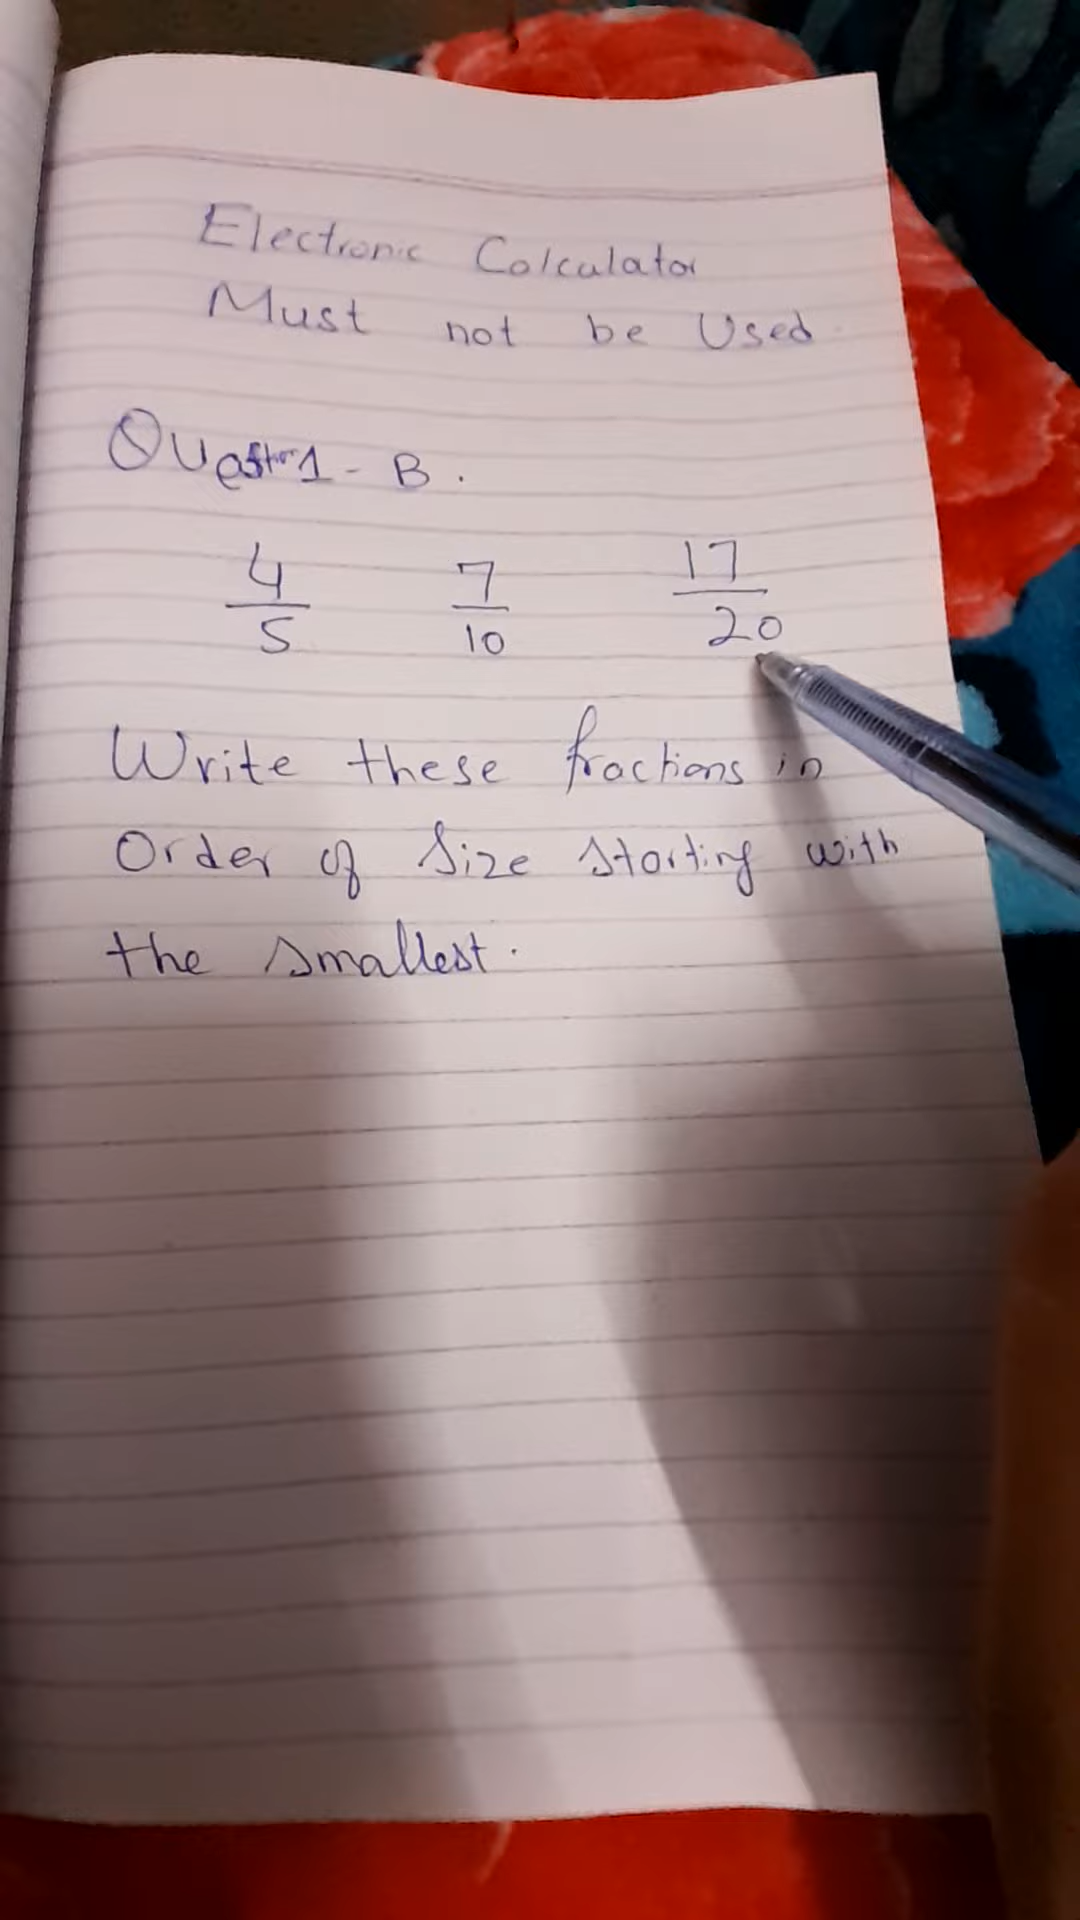 Electronic Calculator
Must not be Used
Question 1 - B.
4/5 7/10 17/20
Write these fractions in
Order of Size starting with
the smallest.